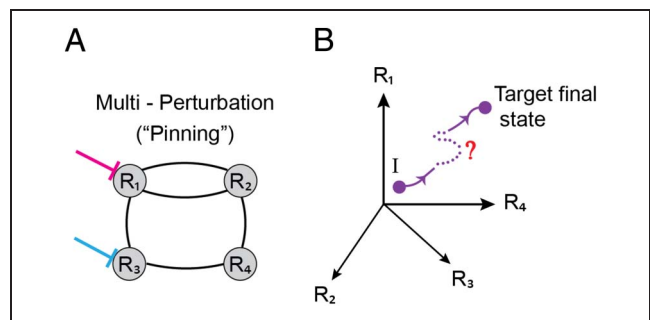 A
Multi - Perturbation
("Pinning")
R₁
R₂
R₃
R₄
B
R₁
Target final
state
I
?
R₄
R₃
R₂